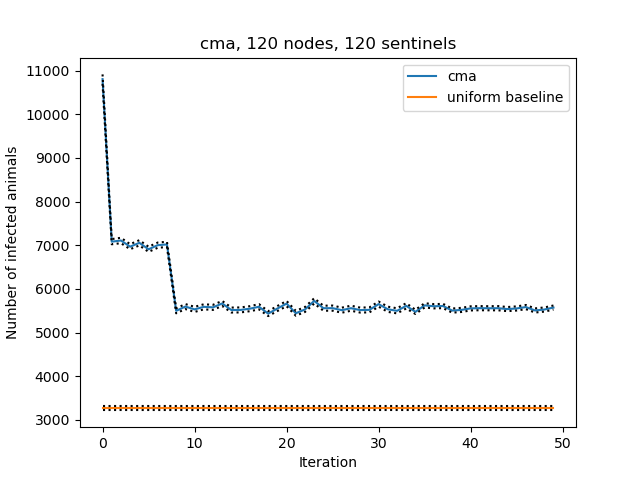 cma, 120 nodes, 120 sentinels
cma
uniform baseline
Number of infected animals
11000
10000
9000
8000
7000
6000
5000
4000
3000
0 10 20 30 40 50
Iteration